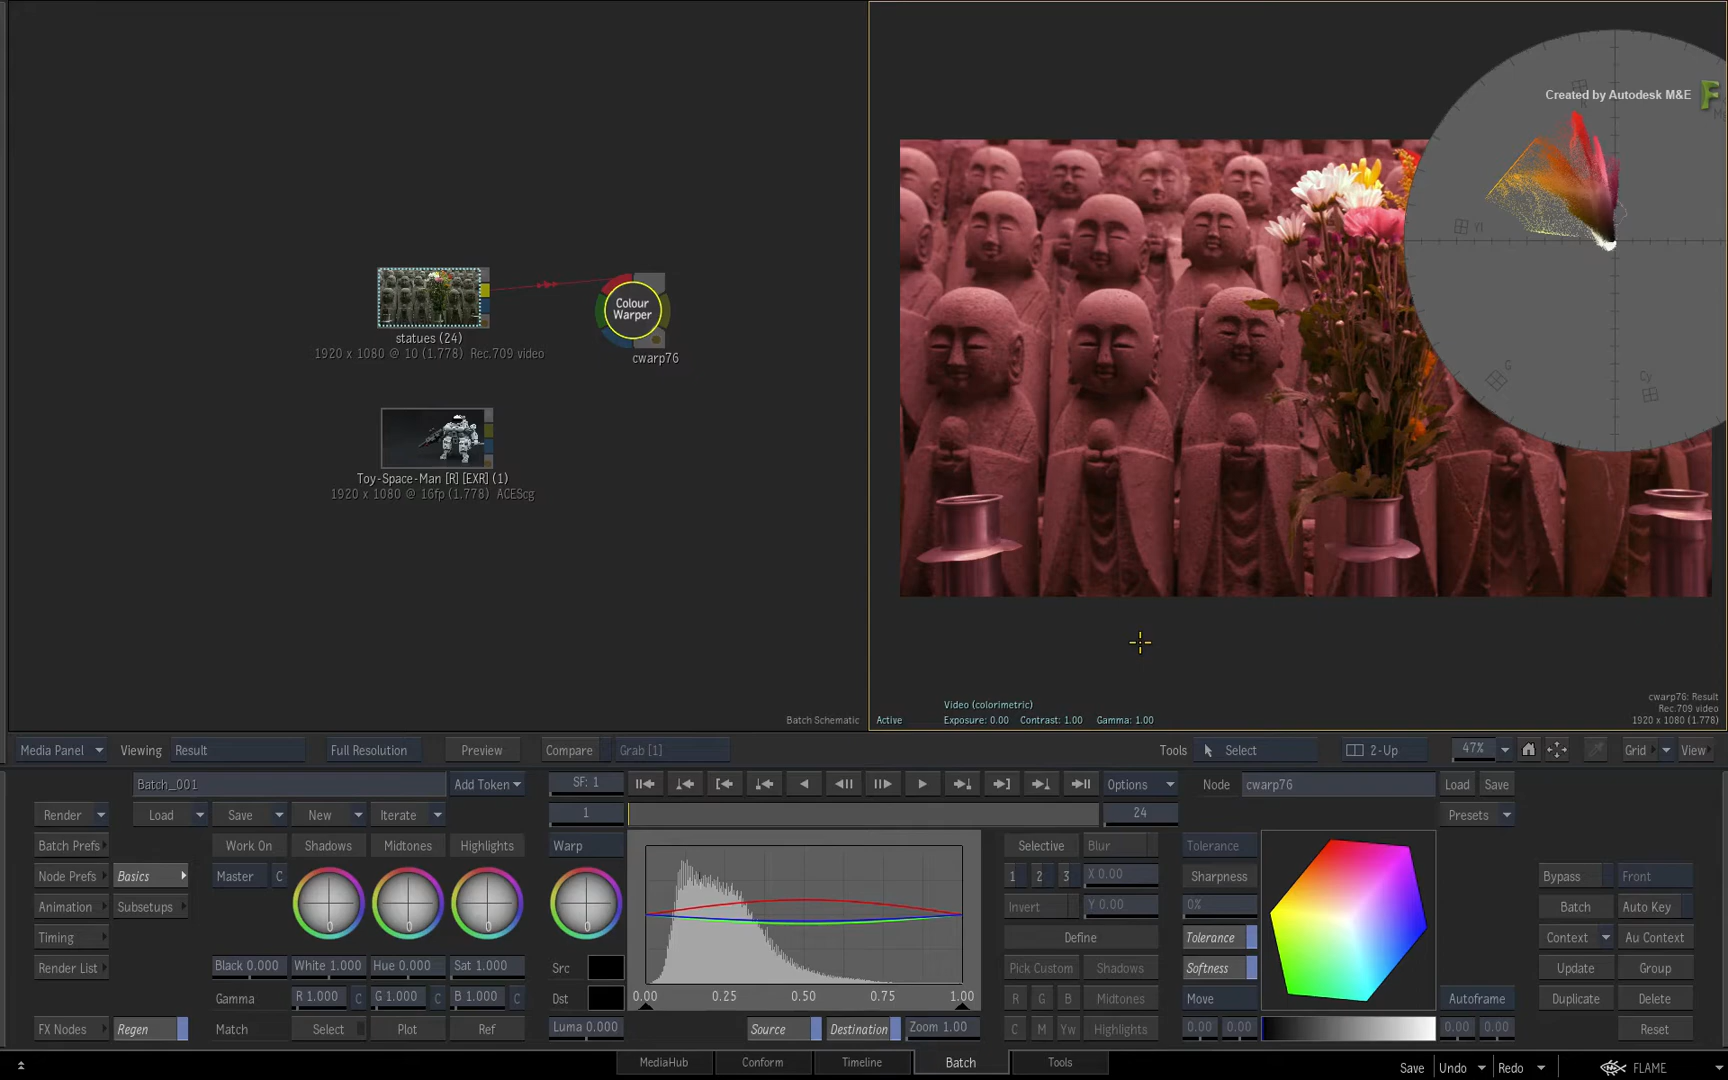 Created by Autodesk M&E
R
Yl
G
Cy
Colour
Warper
statues (24)
1920 x 1080 @ 10 (1.778) Rec.709 video
cwarp76
Toy-Space-Man [R] [EXR] (1)
1920 x 1080 @ 16fp (1.778) ACEScg
Batch Schematic
Video (colorimetric)
Active Exposure: 0.00 Contrast: 1.00 Gamma: 1.00
cwarp76: Result
Rec.709 video
1920 x 1080 (1.778)
Media Panel Viewing Result Full Resolution Preview Compare Grab [1] Tools Select 2-Up 47% Grid View
Batch_001 Add Token SF: 1 Options Node cwarp76 Load Save
Render Load Save New Iterate 1 24 Presets
Batch Prefs Work On Shadows Midtones Highlights Warp Selective Blur Tolerance
Node Prefs Basics Master C 1 2 3 X 0.00 Sharpness Bypass Front
Animation Subsetups 0 0 0 0 Invert Y 0.00 0% Batch Auto Key
Timing Define Tolerance Context Au Context
Render List Black 0.000 White 1.000 Hue 0.000 Sat 1.000 Src Pick Custom Shadows Softness Update Group
Gamma R 1.000 C G 1.000 C B 1.000 C Dst 0.00 0.25 0.50 0.75 1.00 R G B Midtones Move Autoframe Duplicate Delete
FX Nodes Regen Match Select Plot Ref Luma 0.000 Source Destination Zoom 1.00 C M Yw Highlights 0.00 0.00 0.00 0.00 Reset
MediaHub Conform Timeline Batch Tools Save Undo Redo FLAME